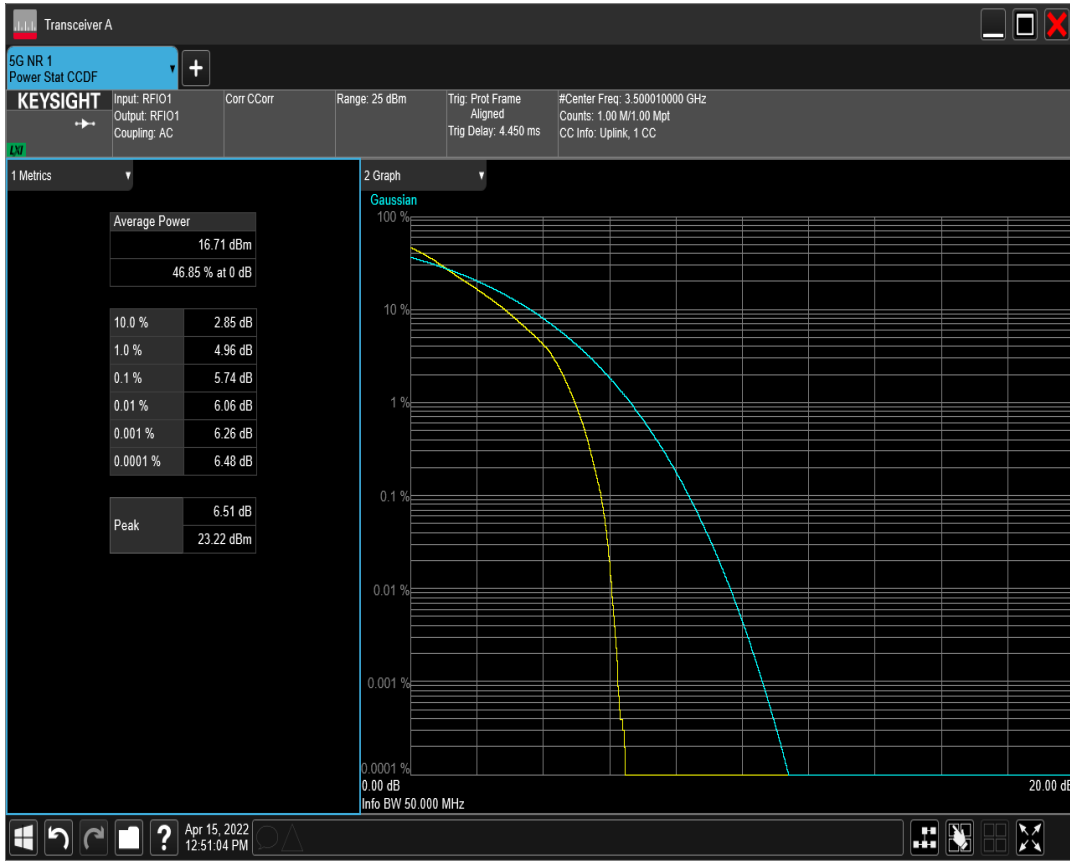 Transceiver A
5G NR 1
Power Stat CCDF
KEYSIGHT
LXI
Input: RFIO1
Output: RFIO1
Coupling: AC
Corr CCorr
Range: 25 dBm
Trig: Prot Frame
Aligned
Trig Delay: 4.450 ms
#Center Freq: 3.500010000 GHz
Counts: 1.00 M/1.00 Mpt
CC Info: Uplink, 1 CC
1 Metrics
Average Power
16.71 dBm
46.85 % at 0 dB
10.0 % 2.85 dB
1.0 % 4.96 dB
0.1 % 5.74 dB
0.01 % 6.06 dB
0.001 % 6.26 dB
0.0001 % 6.48 dB
Peak 6.51 dB
23.22 dBm
2 Graph
Gaussian
100 %
10 %
1 %
0.1 %
0.01 %
0.001 %
0.0001 %
0.00 dB 20.00 dB
Info BW 50.000 MHz
? Apr 15, 2022
12:51:04 PM